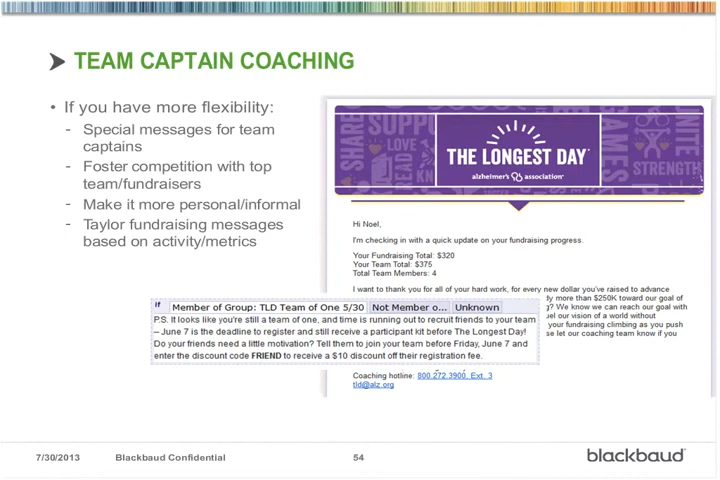 TEAM CAPTAIN COACHING
• If you have more flexibility:
- Special messages for team
captains
- Foster competition with top
team/fundraisers
- Make it more personal/informal
- Taylor fundraising messages
based on activity/metrics
SHARE
SUPPO
LOVE
READ
KN
THE LONGEST DAY™
alzheimer's association®
GAMES
UNITE
STRENGTH
Hi Noel,
I'm checking in with a quick update on your fundraising progress.
Your Fundraising Total: $320
Your Team Total: $375
Total Team Members: 4
I want to thank you for all of your hard work, for every new dollar you've raised to advance
dy more than $250K toward our goal of
g? We know we can reach our goal with
uel our vision of a world without
your fundraising climbing as you push
se let our coaching team know if you
If
Member of Group: TLD Team of One 5/30
Not Member o...
Unknown
P.S. It looks like you're still a team of one, and time is running out to recruit friends to your team
– June 7 is the deadline to register and still receive a participant kit before The Longest Day!
Do your friends need a little motivation? Tell them to join your team before Friday, June 7 and
enter the discount code FRIEND to receive a $10 discount off their registration fee.
Coaching hotline: 800.272.3900, Ext. 3
tld@alz.org
7/30/2013
Blackbaud Confidential
54
blackbaud